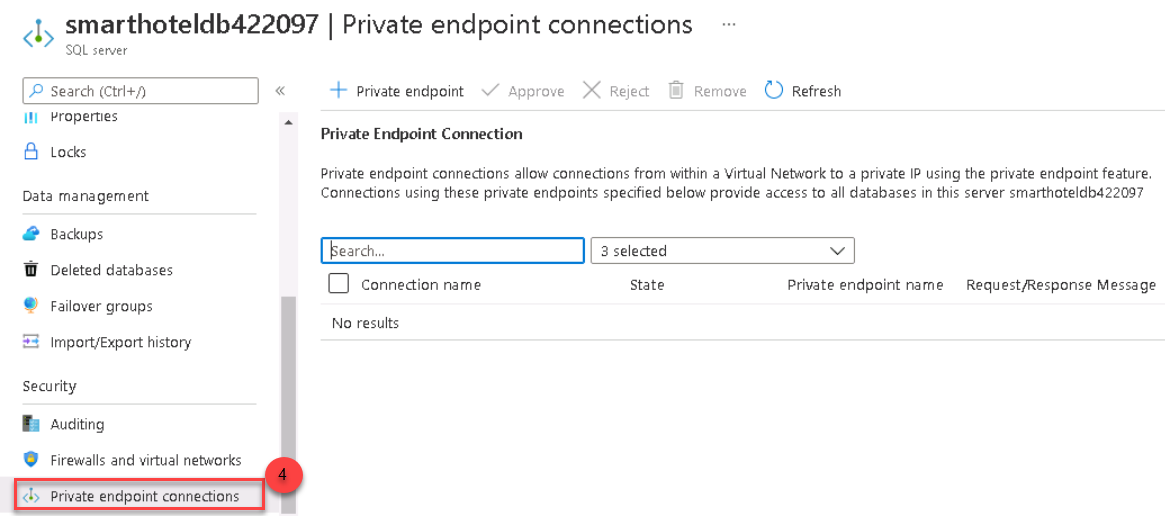 smarthoteldb422097 | Private endpoint connections ...
SQL server
Search (Ctrl+/) «
+ Private endpoint Approve Reject Remove Refresh
Properties
Locks
Data management
Backups
Deleted databases
Failover groups
Import/Export history
Security
Auditing
Firewalls and virtual networks
Private endpoint connections
4
Private Endpoint Connection
Private endpoint connections allow connections from within a Virtual Network to a private IP using the private endpoint feature.
Connections using these private endpoints specified below provide access to all databases in this server smarthoteldb422097
Search... 3 selected
Connection name State Private endpoint name Request/Response Message
No results